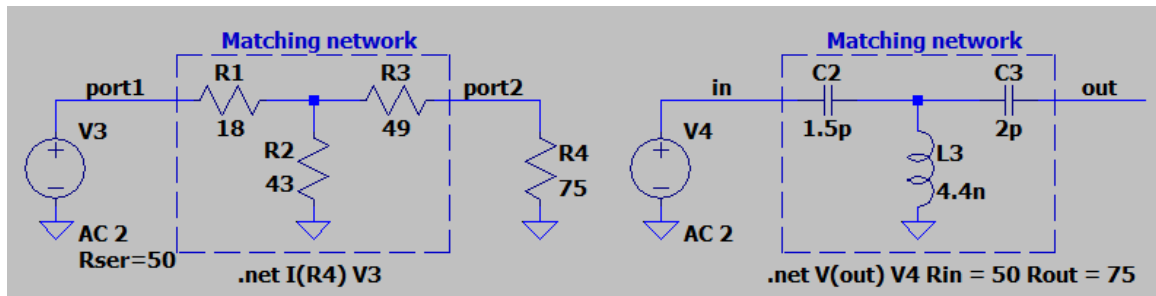 Matching network
port1
R1
18
R3
49
port2
V3
R2
43
R4
75
AC 2
Rser=50
.net I(R4) V3
Matching network
in
C2
1.5p
C3
2p
out
V4
L3
4.4n
AC 2
.net V(out) V4 Rin = 50 Rout = 75